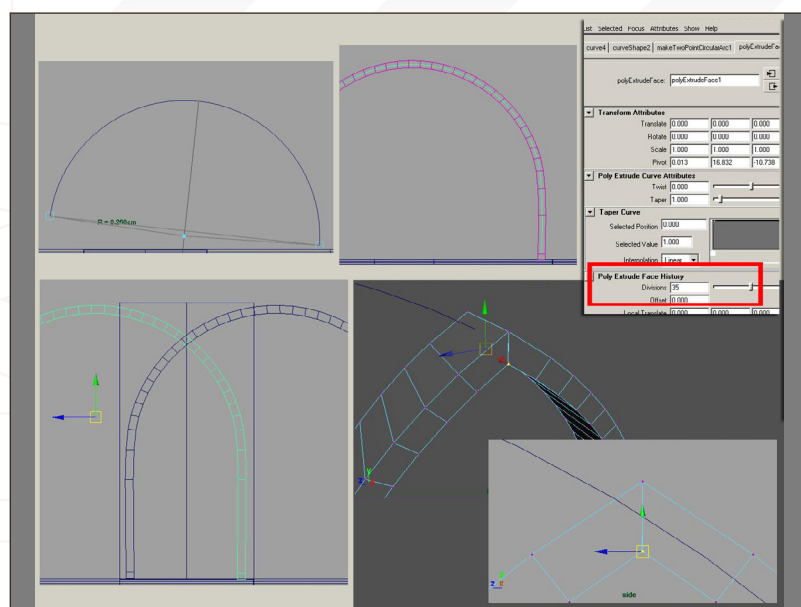 List Selected Focus Attributes Show Help
curve4 curveShape2 makeTwoPointCircularArc1 polyExtrudeFa
polyExtrudeFace: polyExtrudeFace1
Transform Attributes
Translate 0.000 0.000 0.000
Rotate 0.000 0.000 0.000
Scale 1.000 1.000 1.000
Pivot 0.013 16.832 -10.738
Poly Extrude Curve Attributes
Twist 0.000
Taper 1.000
Taper Curve
Selected Position 0.000
Selected Value 1.000
Interpolation Linear
Poly Extrude Face History
Divisions 35
Offset 0.000
Local Translate 0.000 0.000 0.000
y
z x
y
z x
side